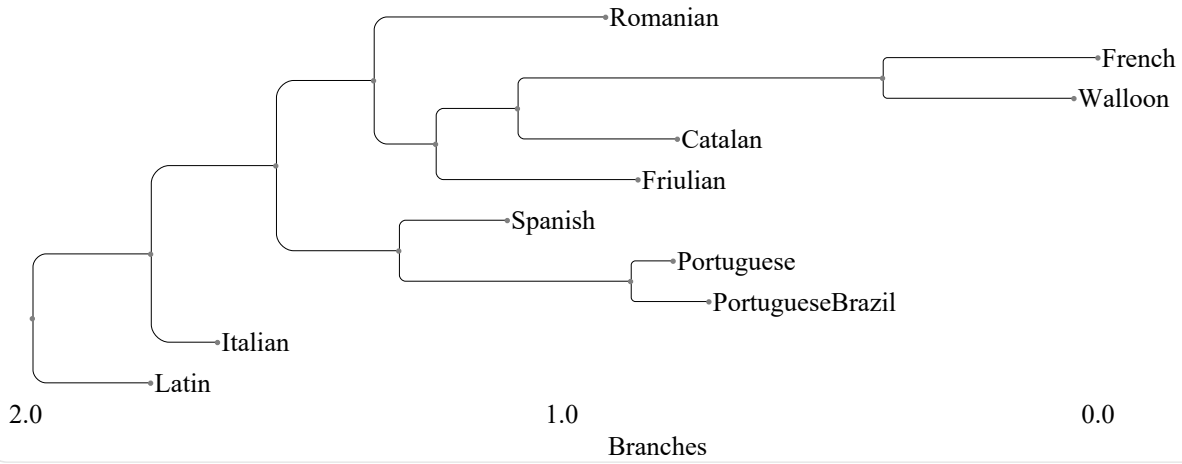 Romanian
French
Walloon
Catalan
Friulian
Spanish
Portuguese
PortugueseBrazil
Italian
Latin
2.0 1.0 0.0
Branches